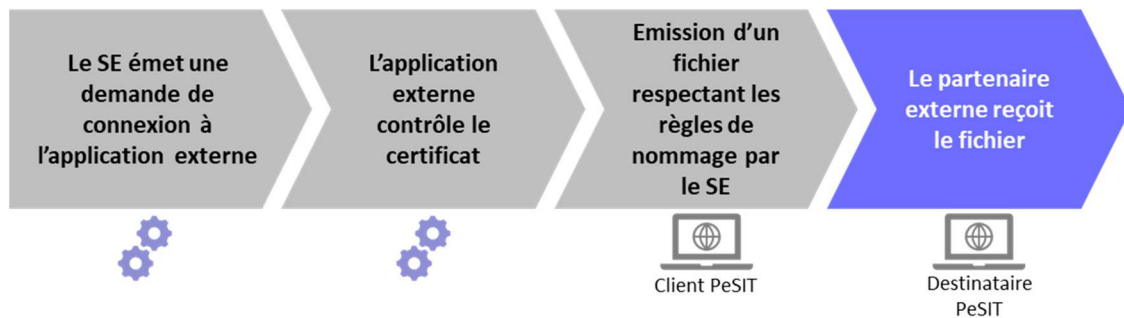 Le SE émet une
demande de
connexion à
l’application externe
L’application
externe
contrôle le
certificat
Emission d’un
fichier
respectant les
règles de
nommage par
le SE
Le partenaire
externe reçoit
le fichier
Client PeSIT
Destinataire
PeSIT